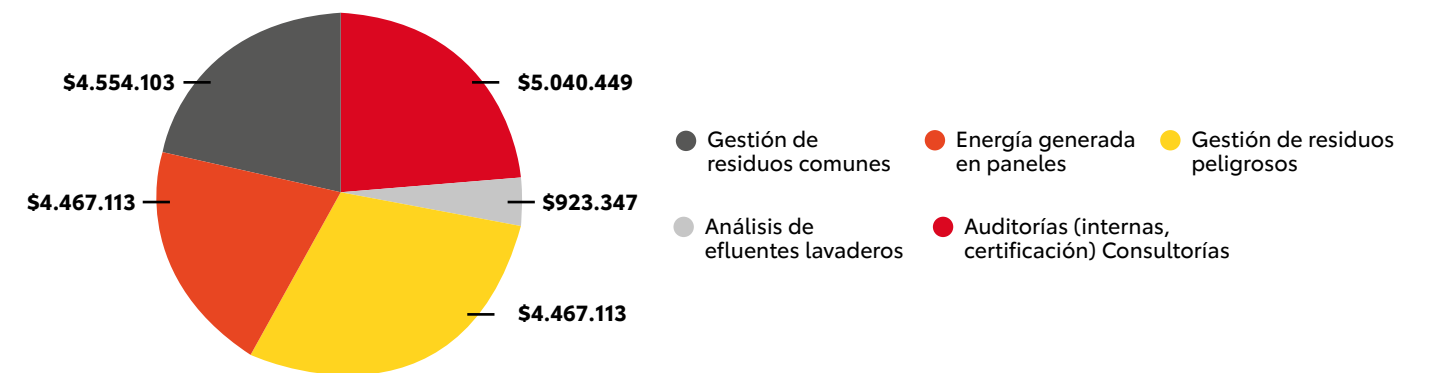 $4.554.103
$5.040.449
$4.467.113
$923.347
$4.467.113
Gestión de
residuos comunes
Energía generada
en paneles
Gestión de residuos
peligrosos
Análisis de
efluentes lavaderos
Auditorías (internas,
certificación) Consultorías